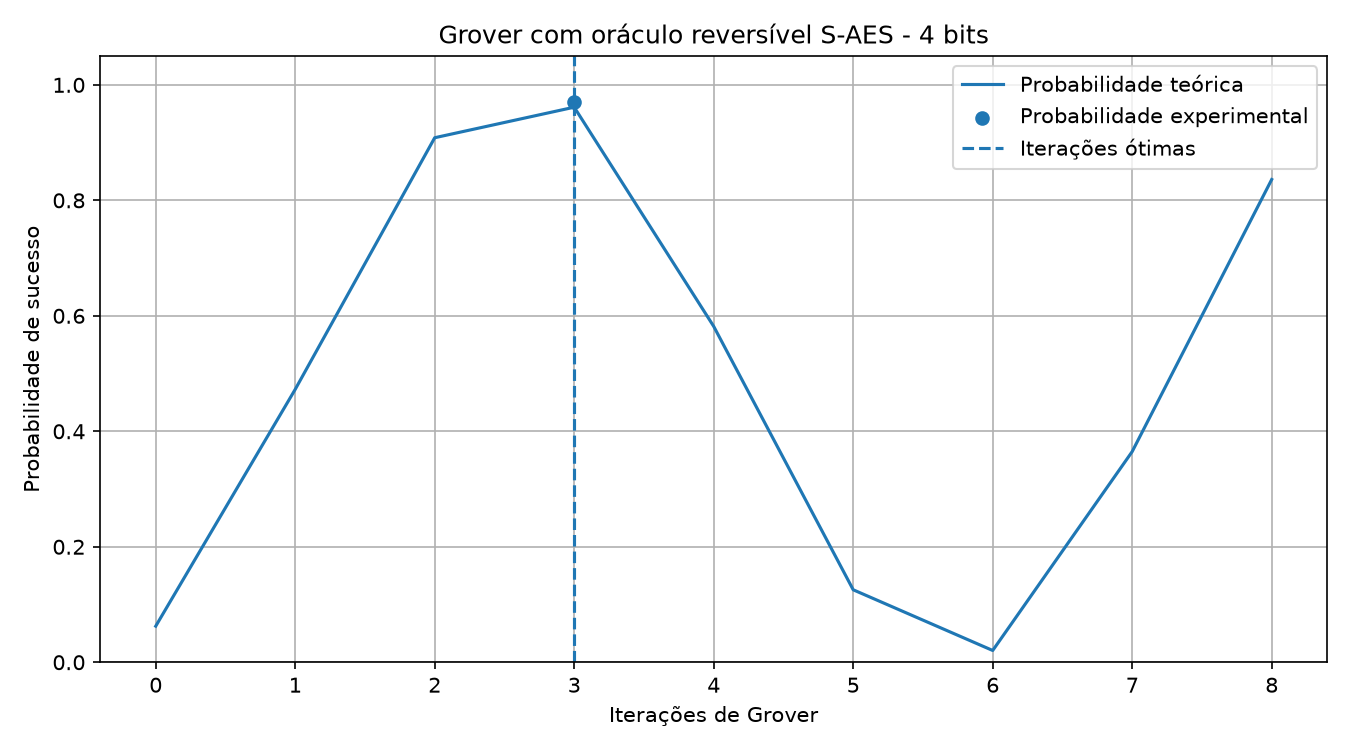 Grover com oráculo reversível S-AES - 4 bits
Probabilidade teórica
Probabilidade experimental
Iterações ótimas
Probabilidade de sucesso
1.0
0.8
0.6
0.4
0.2
0.0
0 1 2 3 4 5 6 7 8
Iterações de Grover